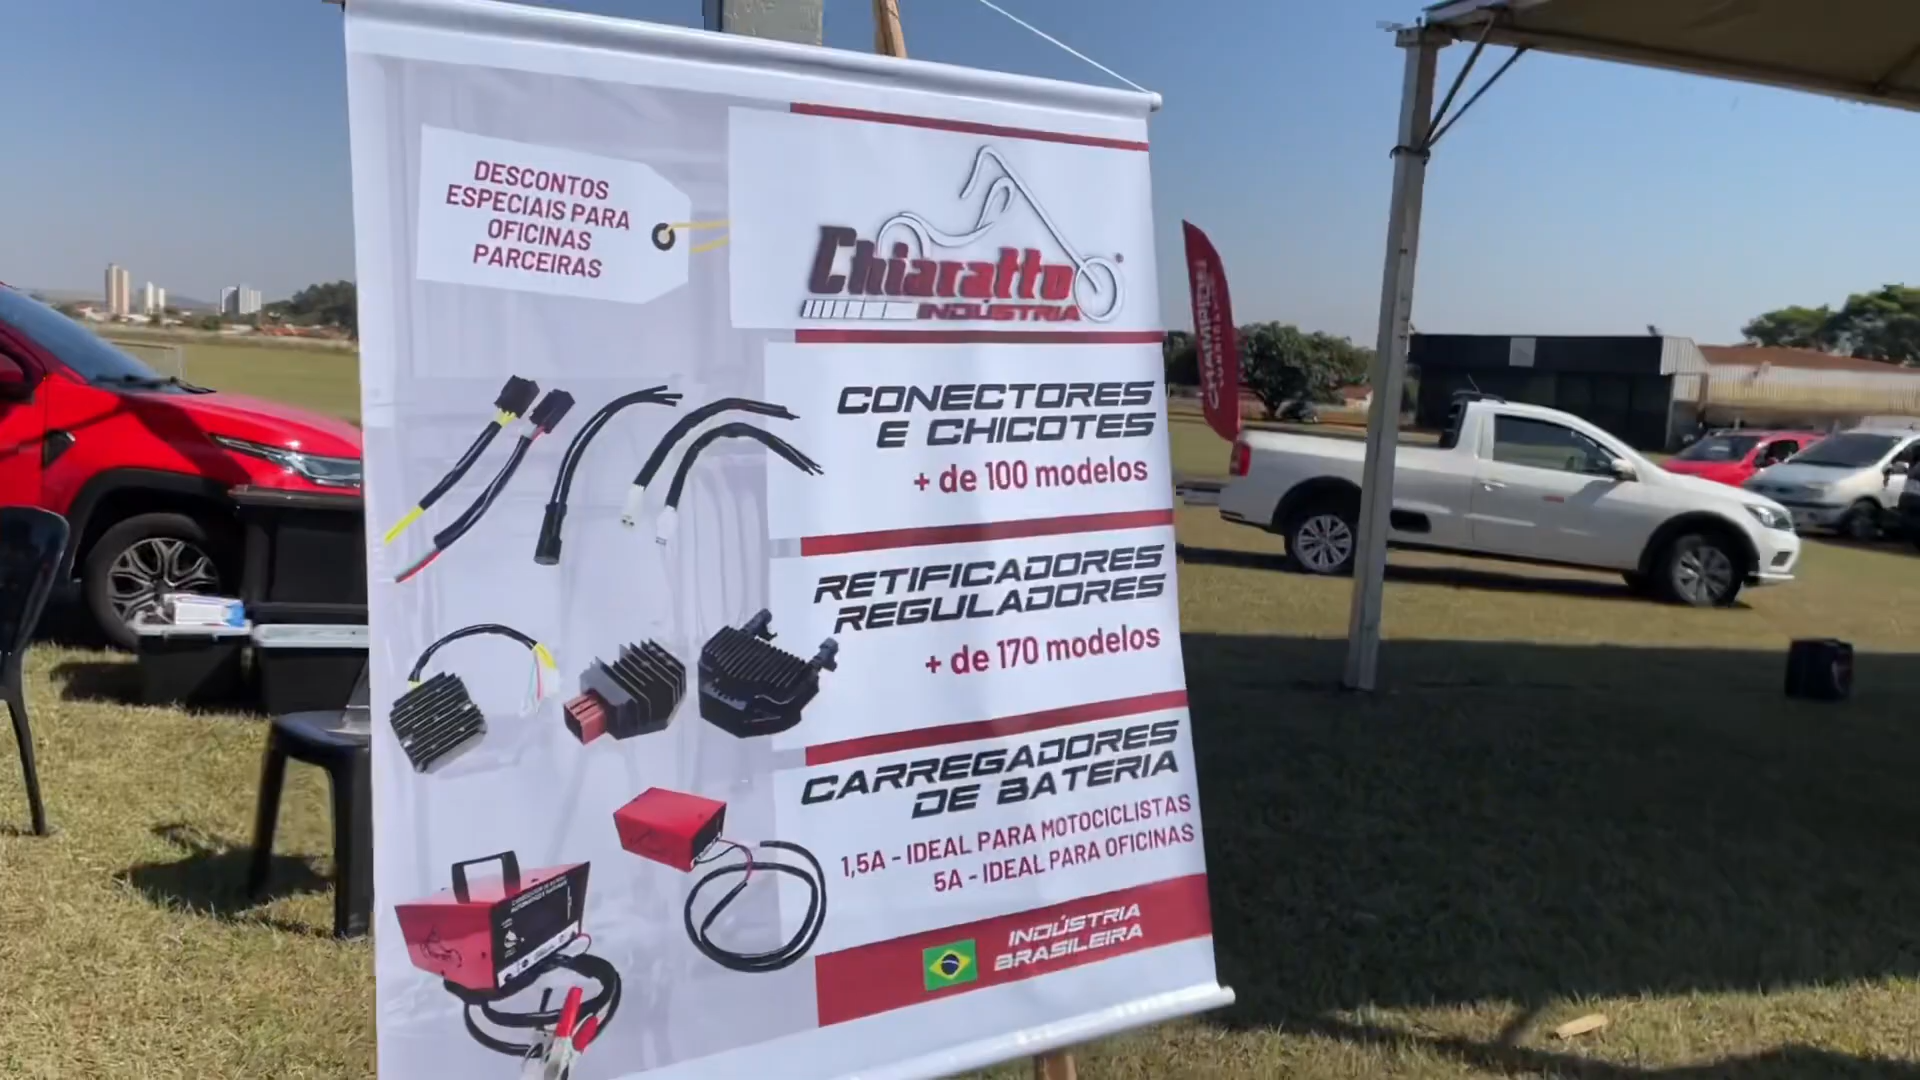 DESCONTOS
ESPECIAIS PARA
OFICINAS
PARCEIRAS
Chiaratto
INDÚSTRIA
CONECTORES
E CHICOTES
+ de 100 modelos
RETIFICADORES
REGULADORES
+ de 170 modelos
CARREGADORES
DE BATERIA
1,5A - IDEAL PARA MOTOCICLISTAS
5A - IDEAL PARA OFICINAS
INDÚSTRIA
BRASILEIRA
CHAMPION